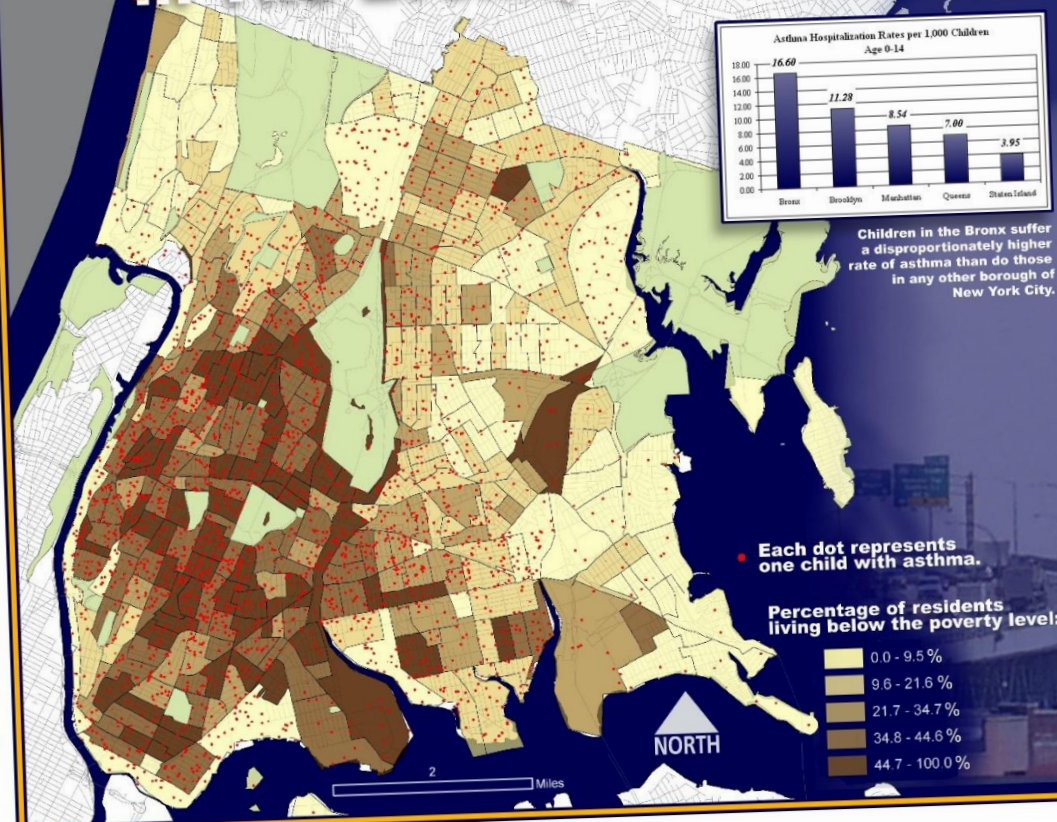 Asthma Hospitalization Rates per 1,000 Children
Age 0-14
18.00
16.00
14.00
12.00
10.00
8.00
6.00
4.00
2.00
0.00
16.60
11.28
8.54
7.00
3.95
Bronx
Brooklyn
Manhattan
Queens
Staten Island
Children in the Bronx suffer
a disproportionately higher
rate of asthma than do those
in any other borough of
New York City.
Each dot represents
one child with asthma.
Percentage of residents
living below the poverty level:
0.0 - 9.5 %
9.6 - 21.6 %
21.7 - 34.7%
34.8 - 44.6 %
44.7 - 100.0 %
NORTH
2
Miles